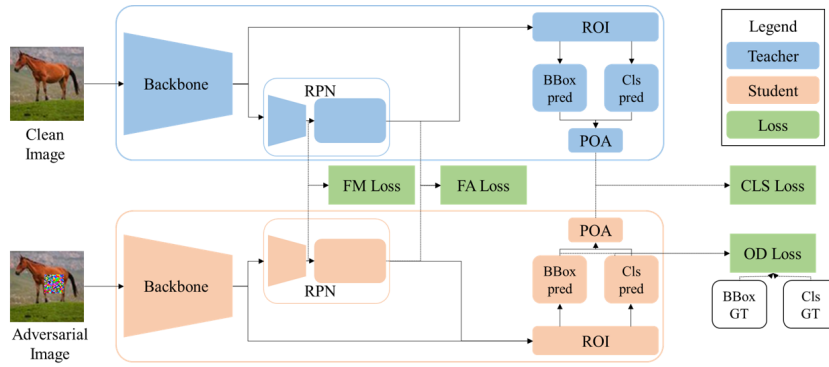 Clean
Image
Backbone
RPN
ROI
BBox
pred
Cls
pred
POA
Legend
Teacher
Student
Loss
FM Loss
FA Loss
CLS Loss
Adversarial
Image
Backbone
RPN
POA
BBox
pred
Cls
pred
ROI
OD Loss
BBox
GT
Cls
GT